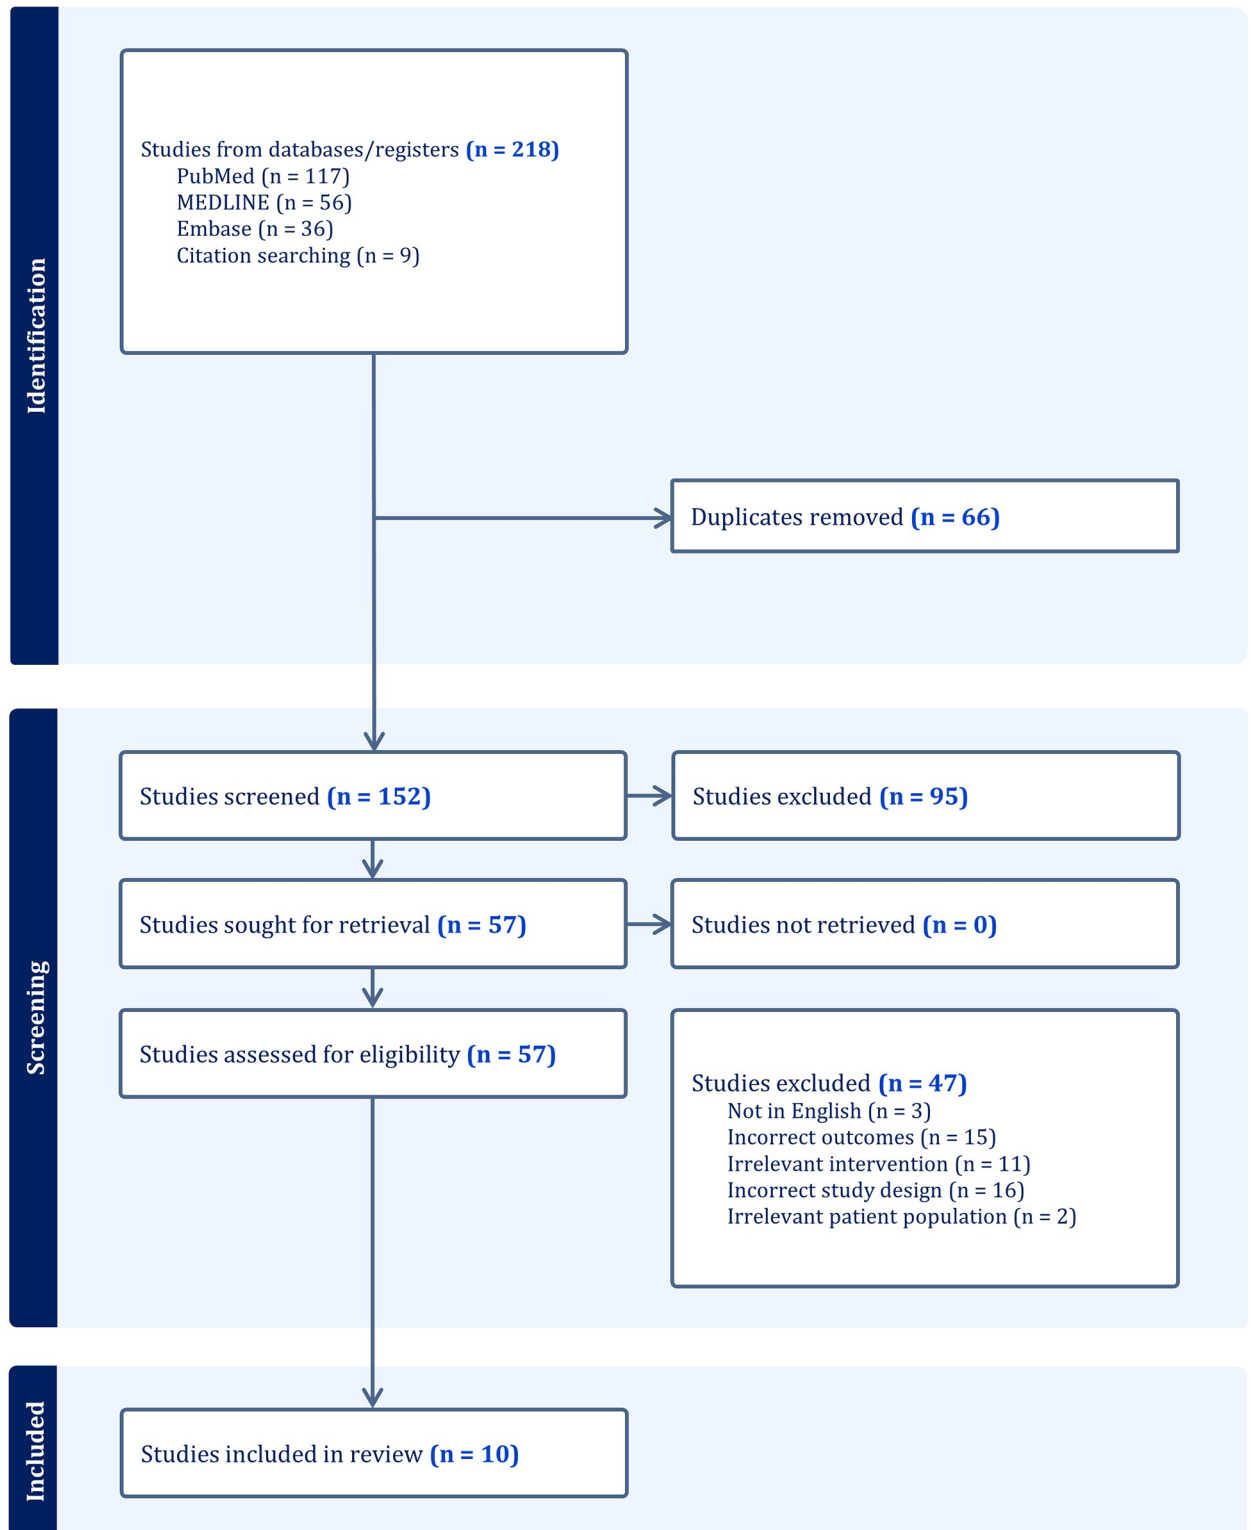 Identification
Studies from databases/registers (n = 218)
PubMed (n = 117)
MEDLINE (n = 56)
Embase (n = 36)
Citation searching (n = 9)
Duplicates removed (n = 66)
Screening
Studies screened (n = 152)
Studies excluded (n = 95)
Studies sought for retrieval (n = 57)
Studies not retrieved (n = 0)
Studies assessed for eligibility (n = 57)
Studies excluded (n = 47)
Not in English (n = 3)
Incorrect outcomes (n = 15)
Irrelevant intervention (n = 11)
Incorrect study design (n = 16)
Irrelevant patient population (n = 2)
Included
Studies included in review (n = 10)